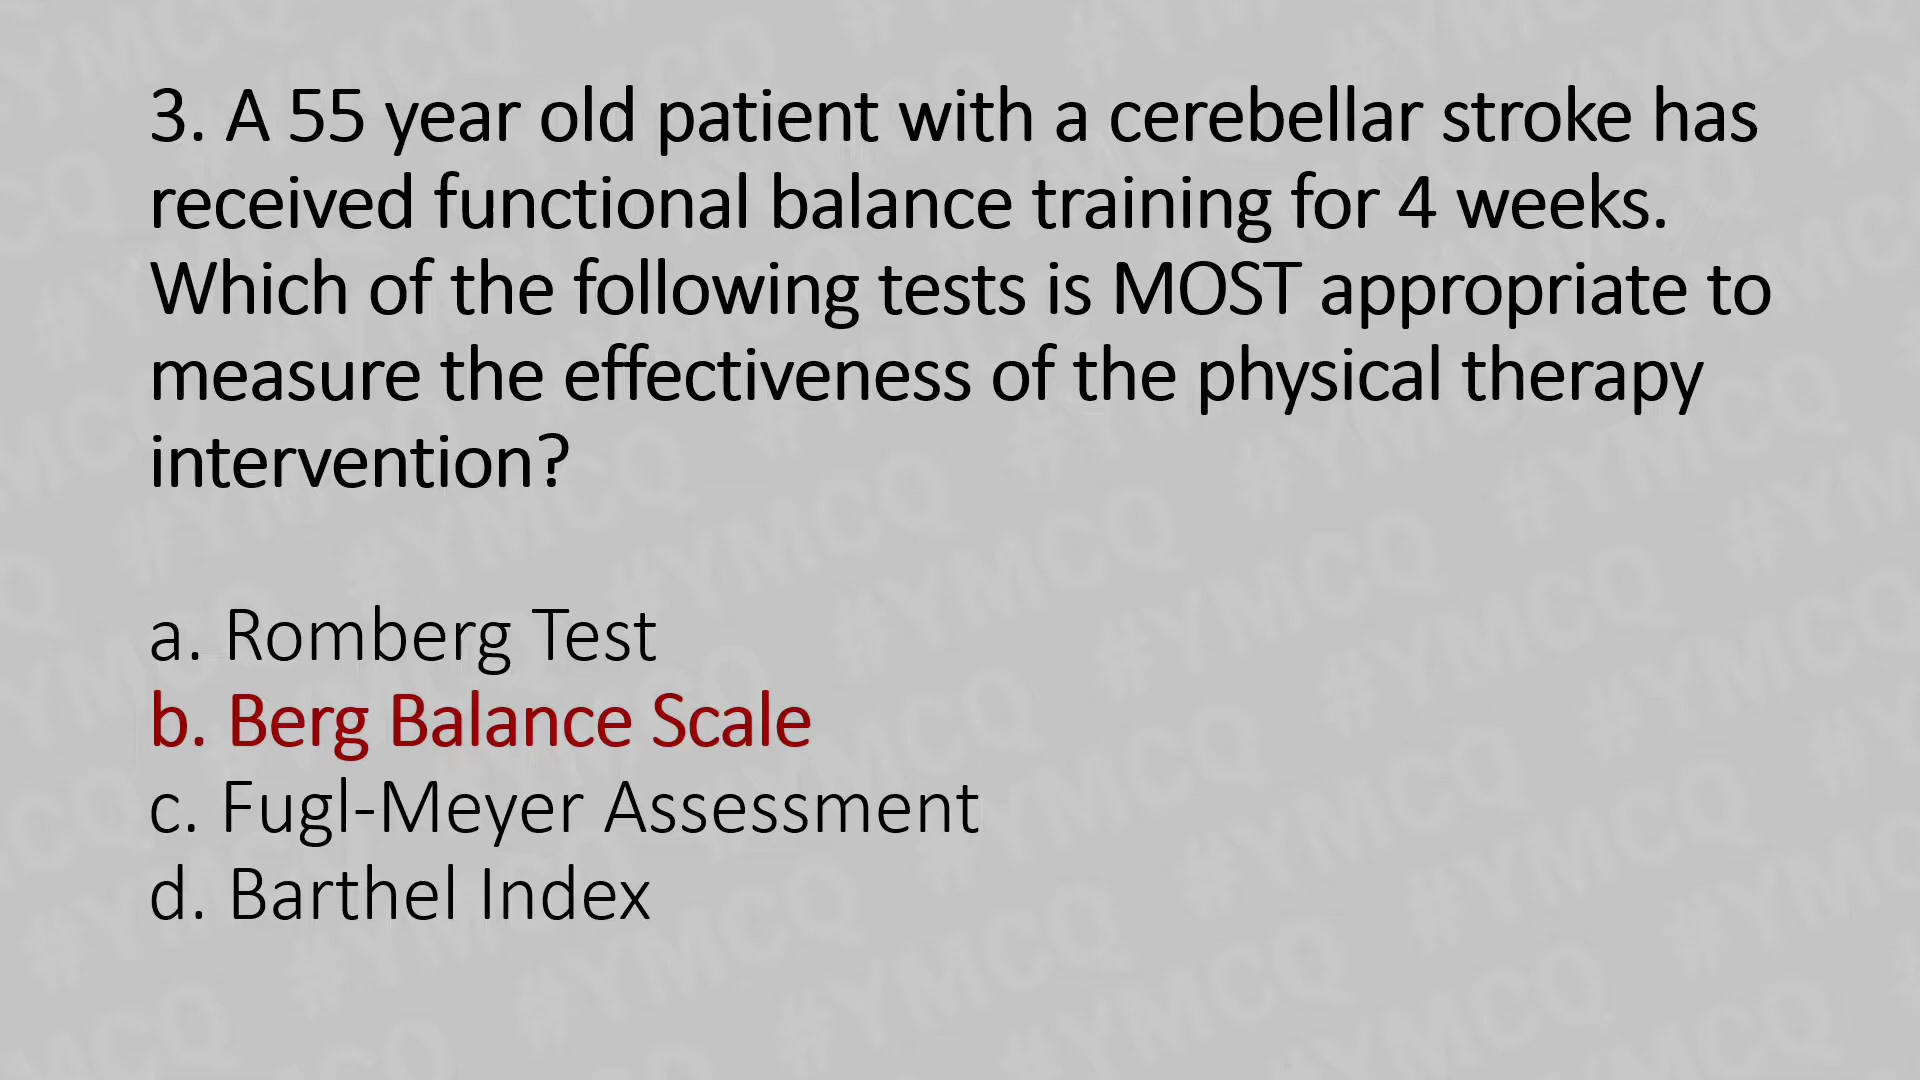 3. A 55 year old patient with a cerebellar stroke has
received functional balance training for 4 weeks.
Which of the following tests is MOST appropriate to
measure the effectiveness of the physical therapy
intervention?
a. Romberg Test
b. Berg Balance Scale
c. Fugl-Meyer Assessment
d. Barthel Index